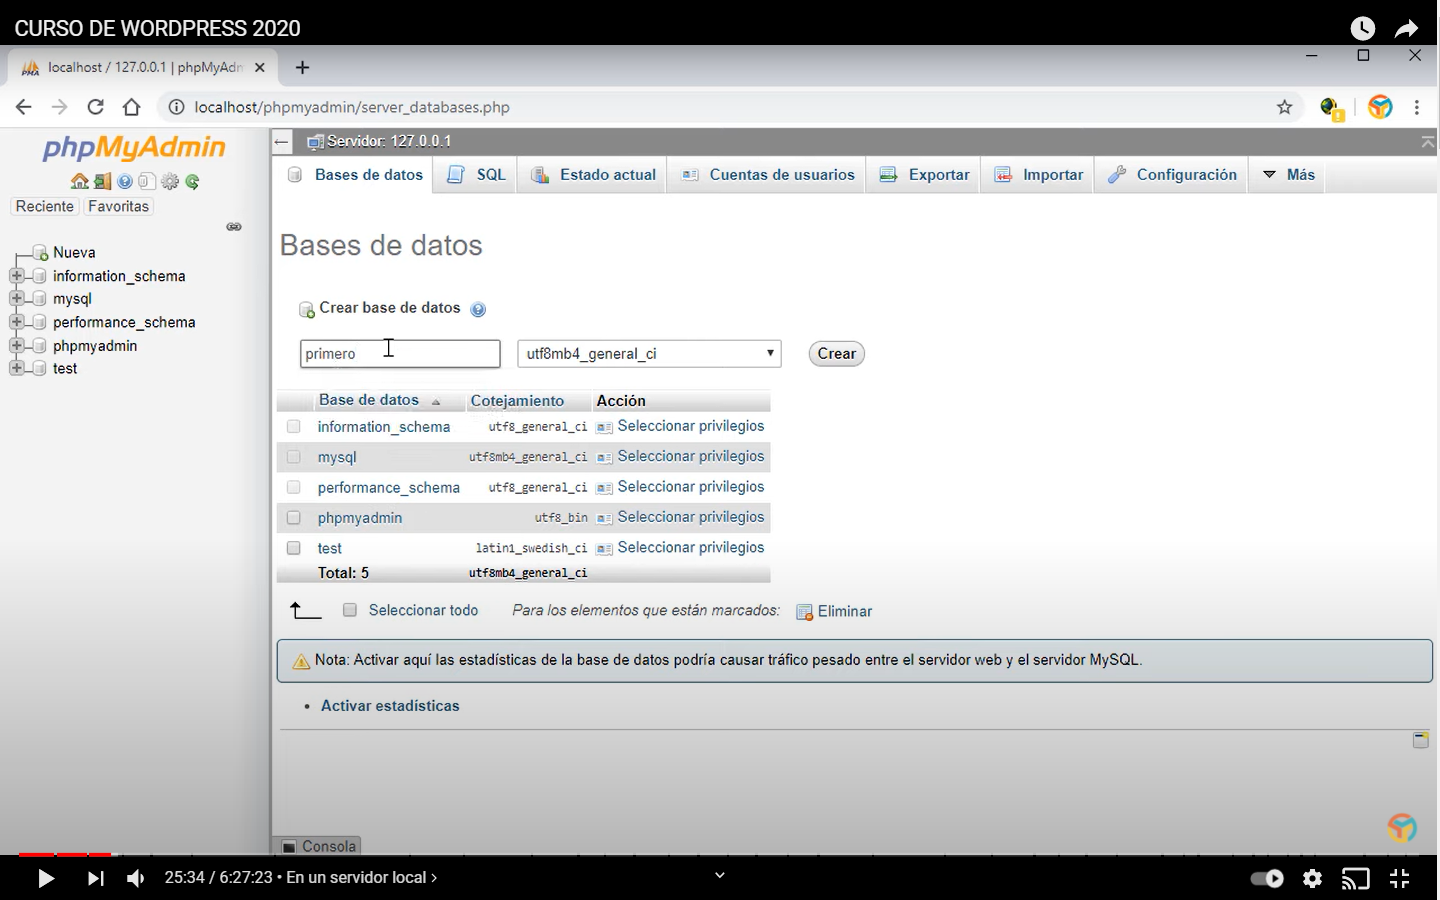 CURSO DE WORDPRESS 2020
localhost / 127.0.0.1 | phpMyAdn
localhost/phpmyadmin/server_databases.php
phpMyAdmin
Reciente Favoritas
Nueva
information_schema
mysql
performance_schema
phpmyadmin
test
Servidor: 127.0.0.1
Bases de datos SQL Estado actual Cuentas de usuarios Exportar Importar Configuración Más
Bases de datos
Crear base de datos
primero utf8mb4_general_ci Crear
Base de datos Cotejamiento Acción
information_schema utf8_general_ci Seleccionar privilegios
mysql utf8mb4_general_ci Seleccionar privilegios
performance_schema utf8_general_ci Seleccionar privilegios
phpmyadmin utf8_bin Seleccionar privilegios
test latin1_swedish_ci Seleccionar privilegios
Total: 5 utf8mb4_general_ci
Seleccionar todo Para los elementos que están marcados: Eliminar
Nota: Activar aquí las estadísticas de la base de datos podría causar tráfico pesado entre el servidor web y el servidor MySQL.
• Activar estadísticas
Consola
25:34 / 6:27:23 • En un servidor local ›